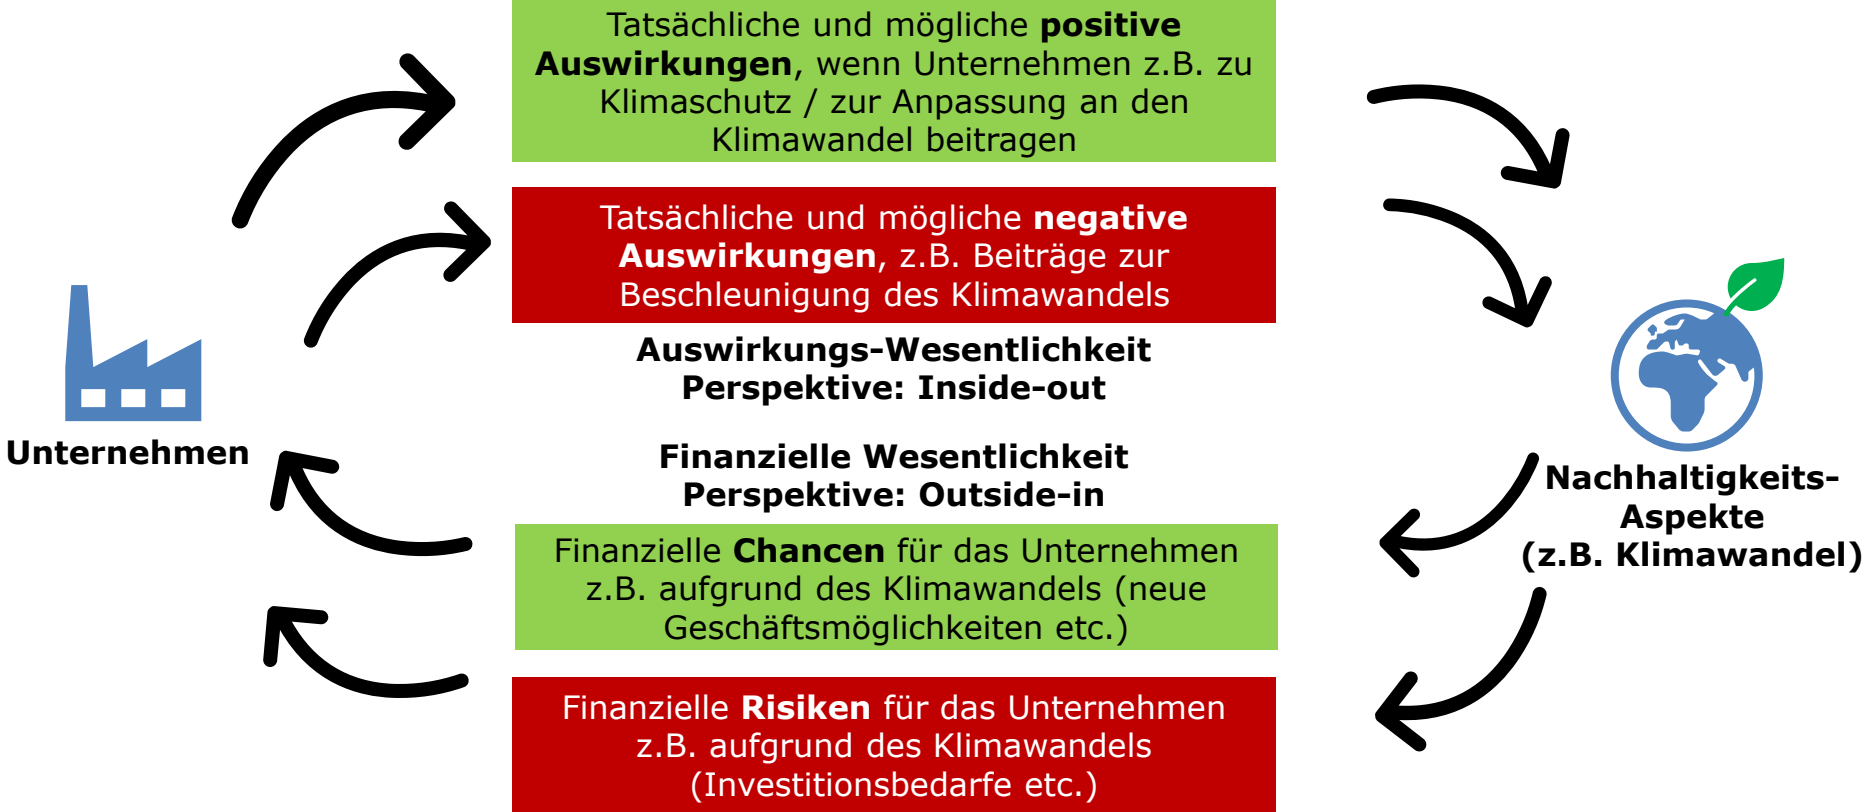 Tatsächliche und mögliche positive
Auswirkungen, wenn Unternehmen z.B. zu
Klimaschutz / zur Anpassung an den
Klimawandel beitragen
Tatsächliche und mögliche negative
Auswirkungen, z.B. Beiträge zur
Beschleunigung des Klimawandels
Auswirkungs-Wesentlichkeit
Perspektive: Inside-out
Unternehmen
Finanzielle Wesentlichkeit
Perspektive: Outside-in
Nachhaltigkeits-
Aspekte
(z.B. Klimawandel)
Finanzielle Chancen für das Unternehmen
z.B. aufgrund des Klimawandels (neue
Geschäftsmöglichkeiten etc.)
Finanzielle Risiken für das Unternehmen
z.B. aufgrund des Klimawandels
(Investitionsbedarfe etc.)